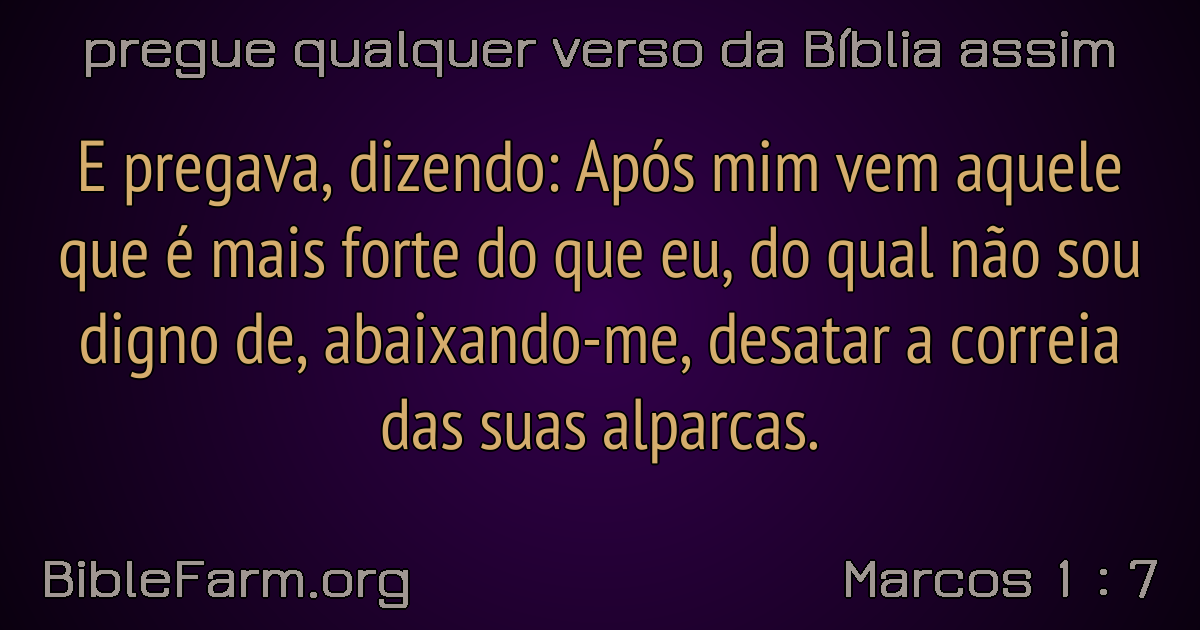 pregue qualquer verso da Bíblia assim
E pregava, dizendo: Após mim vem aquele
que é mais forte do que eu, do qual não sou
digno de, abaixando-me, desatar a correia
das suas alparcas.
BibleFarm.org
Marcos 1 : 7